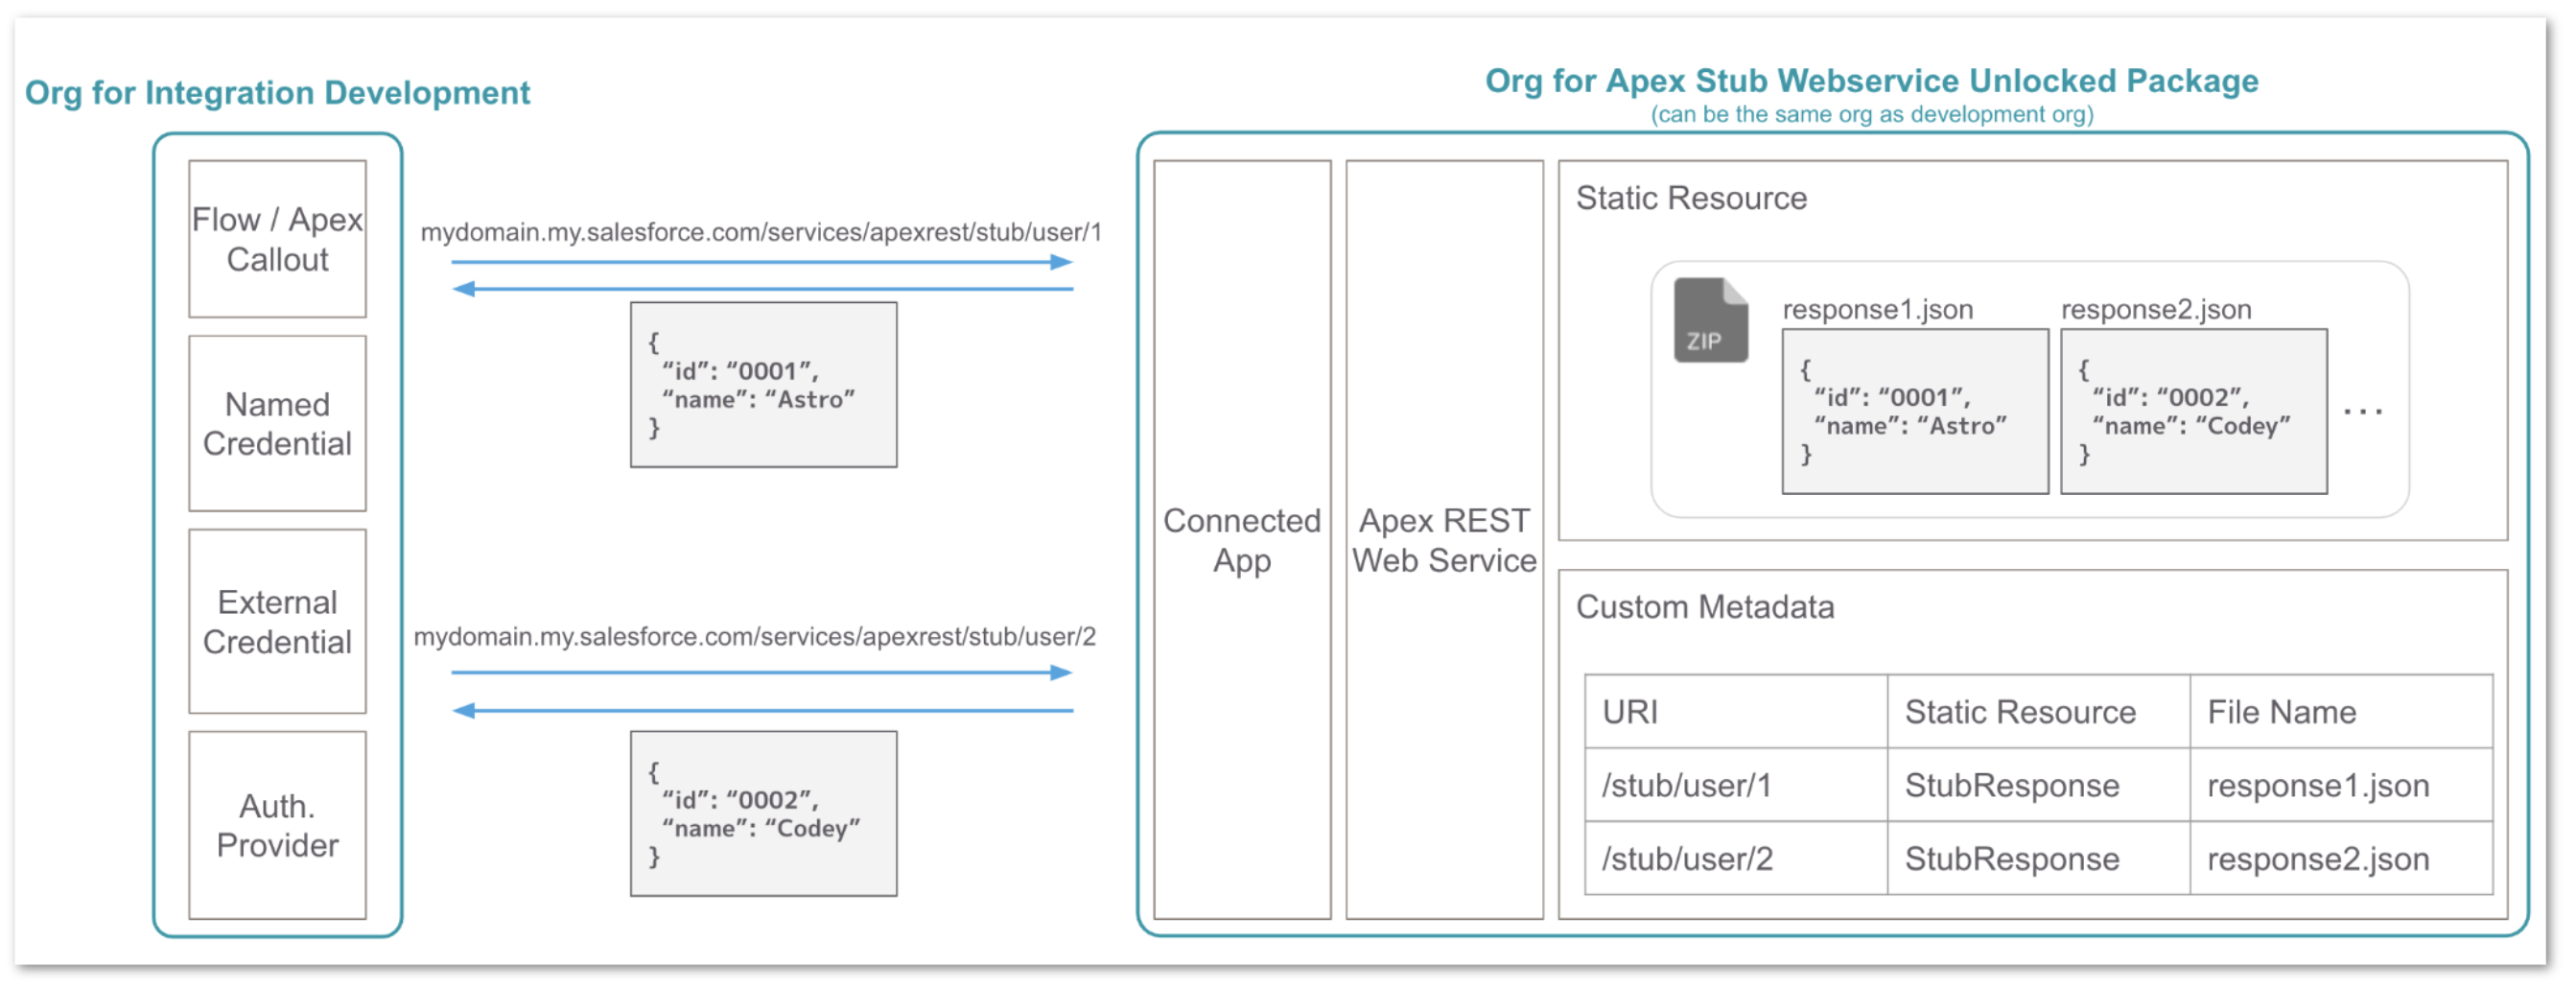 Org for Integration Development
Flow / Apex
Callout
Named
Credential
External
Credential
Auth.
Provider
mydomain.my.salesforce.com/services/apexrest/stub/user/1
{
“id”: “0001”,
“name”: “Astro”
}
mydomain.my.salesforce.com/services/apexrest/stub/user/2
{
“id”: “0002”,
“name”: “Codey”
}
Org for Apex Stub Webservice Unlocked Package
(can be the same org as development org)
Connected
App
Apex REST
Web Service
Static Resource
ZIP
response1.json
{
“id”: “0001”,
“name”: “Astro”
}
response2.json
{
“id”: “0002”,
“name”: “Codey”
}
...
Custom Metadata
URI Static Resource File Name
/stub/user/1 StubResponse response1.json
/stub/user/2 StubResponse response2.json